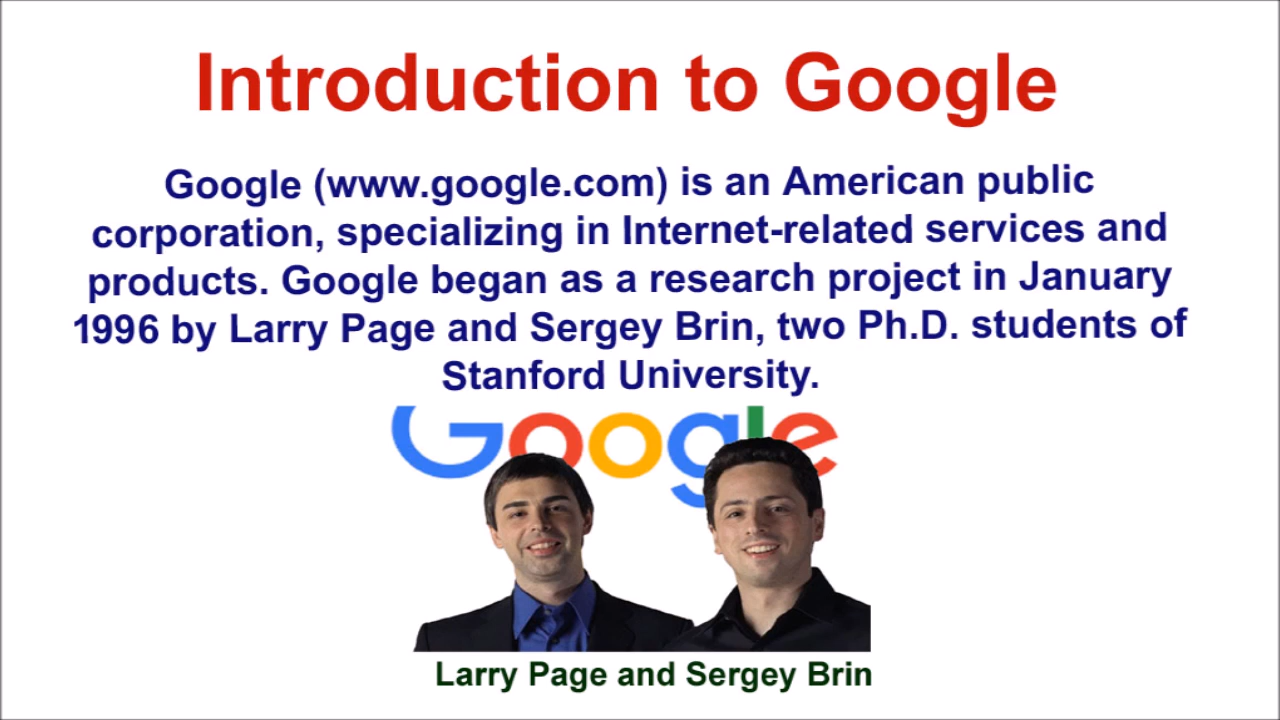 Introduction to Google
Google (www.google.com) is an American public
corporation, specializing in Internet-related services and
products. Google began as a research project in January
1996 by Larry Page and Sergey Brin, two Ph.D. students of
Stanford University.
Google
Larry Page and Sergey Brin